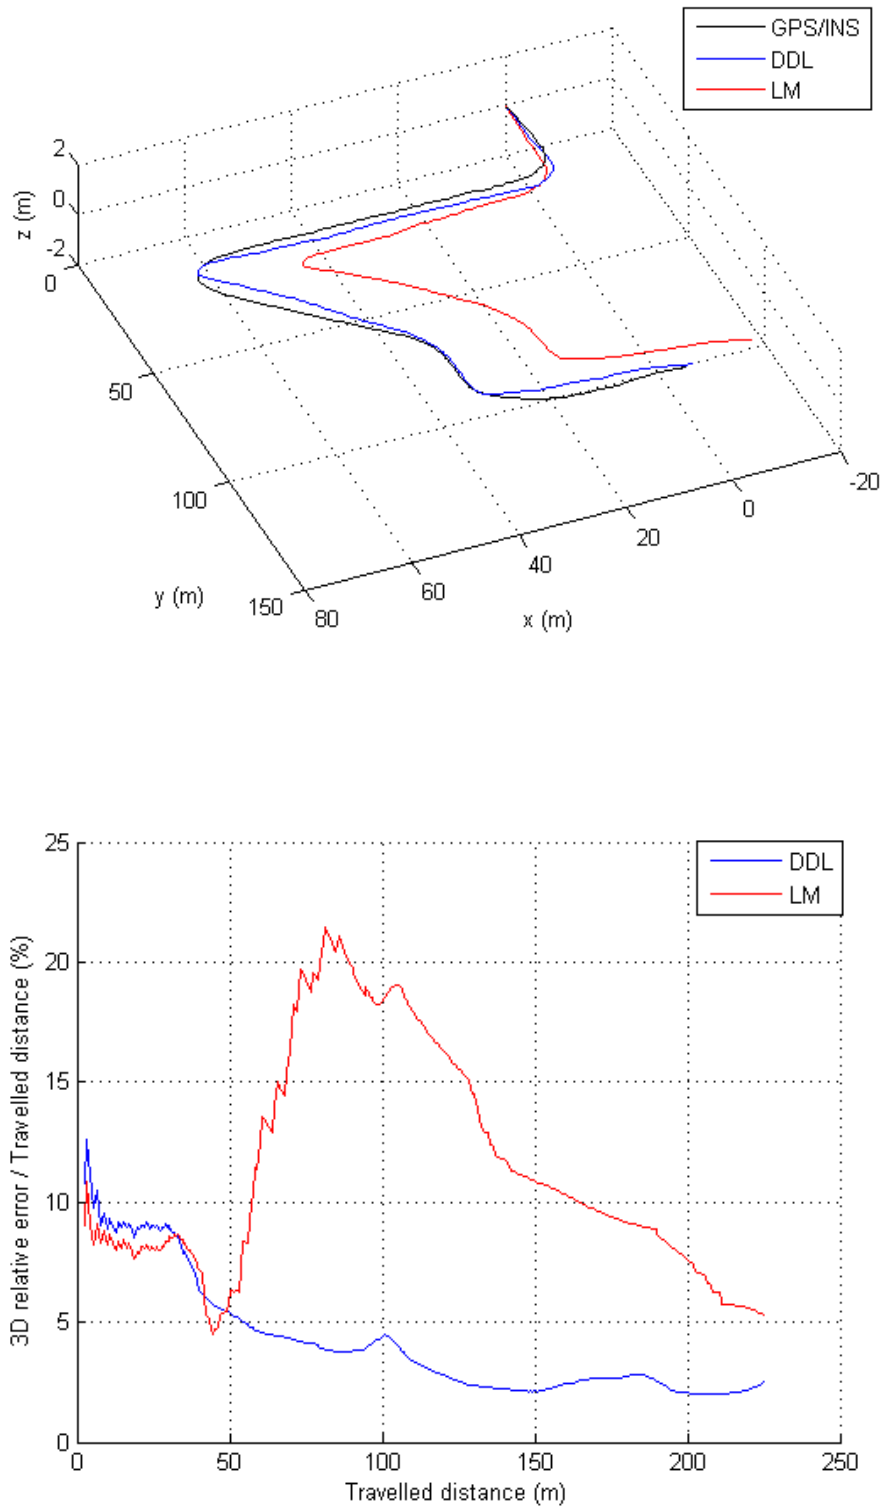 GPS/INS
DDL
LM
2
0
-2
z (m)
0
50
100
150
y (m)
80
60
40
20
0
-20
x (m)
25
20
15
10
5
0
3D relative error / Travelled distance (%)
DDL
LM
0
50
100
150
200
250
Travelled distance (m)